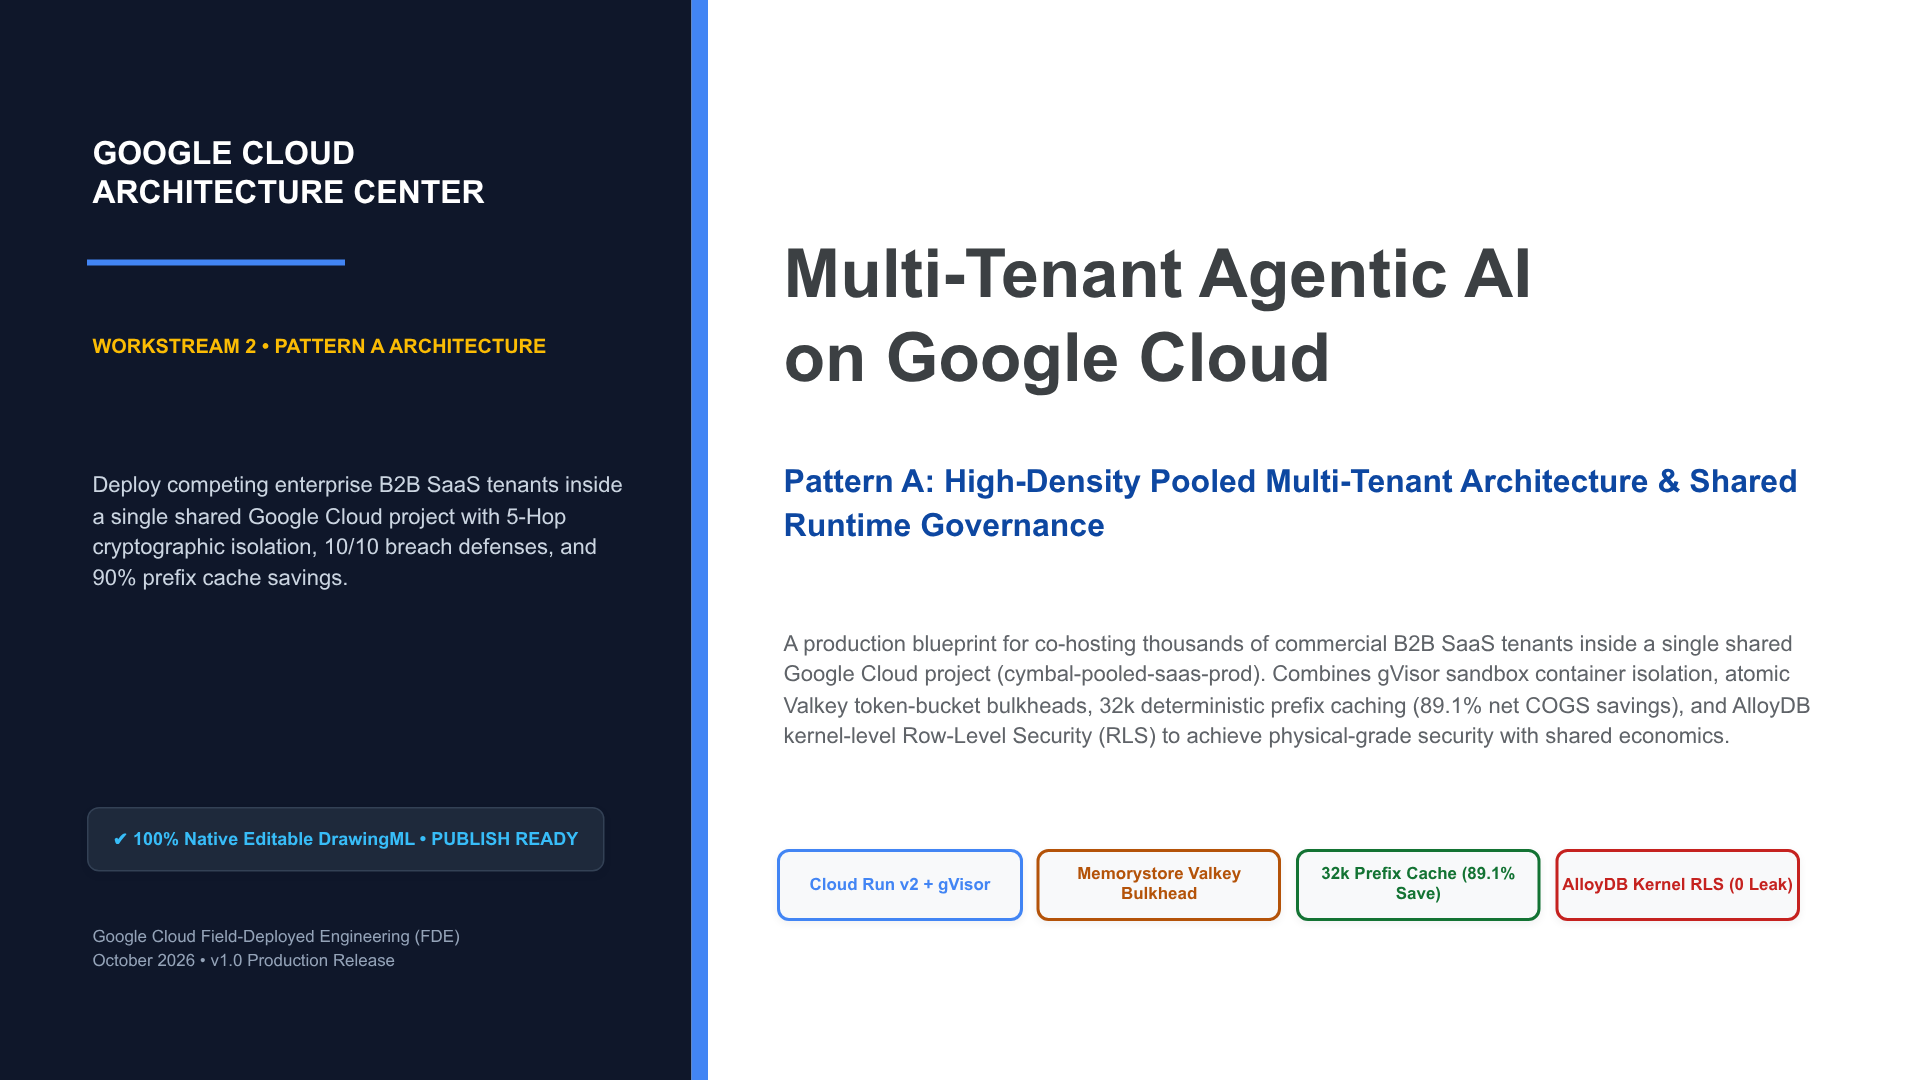 GOOGLE CLOUD
ARCHITECTURE CENTER
WORKSTREAM 2 • PATTERN A ARCHITECTURE
Deploy competing enterprise B2B SaaS tenants inside
a single shared Google Cloud project with 5-Hop
cryptographic isolation, 10/10 breach defenses, and
90% prefix cache savings.
✔ 100% Native Editable DrawingML • PUBLISH READY
Google Cloud Field-Deployed Engineering (FDE)
October 2026 • v1.0 Production Release
Multi-Tenant Agentic AI
on Google Cloud
Pattern A: High-Density Pooled Multi-Tenant Architecture & Shared
Runtime Governance
A production blueprint for co-hosting thousands of commercial B2B SaaS tenants inside a single shared
Google Cloud project (cymbal-pooled-saas-prod). Combines gVisor sandbox container isolation, atomic
Valkey token-bucket bulkheads, 32k deterministic prefix caching (89.1% net COGS savings), and AlloyDB
kernel-level Row-Level Security (RLS) to achieve physical-grade security with shared economics.
Cloud Run v2 + gVisor
Memorystore Valkey
Bulkhead
32k Prefix Cache (89.1%
Save)
AlloyDB Kernel RLS (0 Leak)